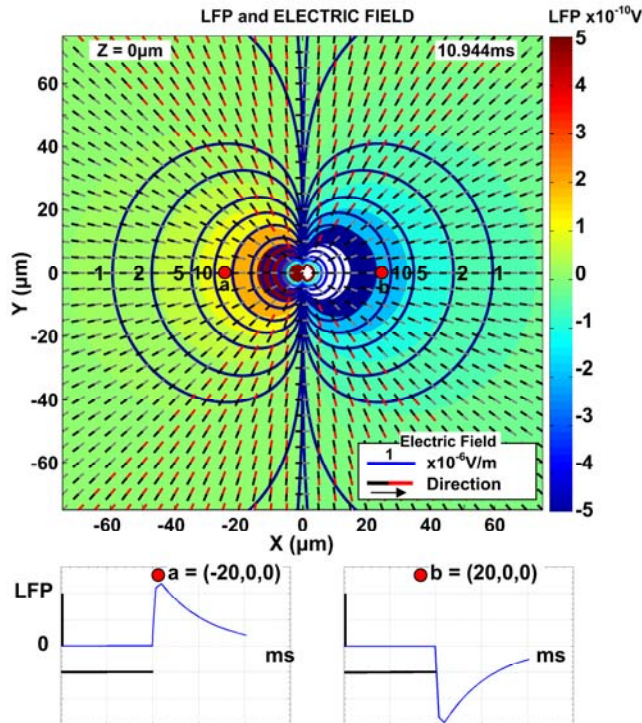 LFP and ELECTRIC FIELD
LFP x10⁻¹⁰V
Z = 0µm
10.944ms
60
40
20
0
-20
-40
-60
Y (µm)
1 2 5 10
a
b
10 5 2 1
5
4
3
2
1
0
-1
-2
-3
-4
-5
Electric Field
1
x10⁻⁶V/m
Direction
-60 -40 -20 0 20 40 60
X (µm)
a = (-20,0,0)
b = (20,0,0)
LFP
0
ms
ms